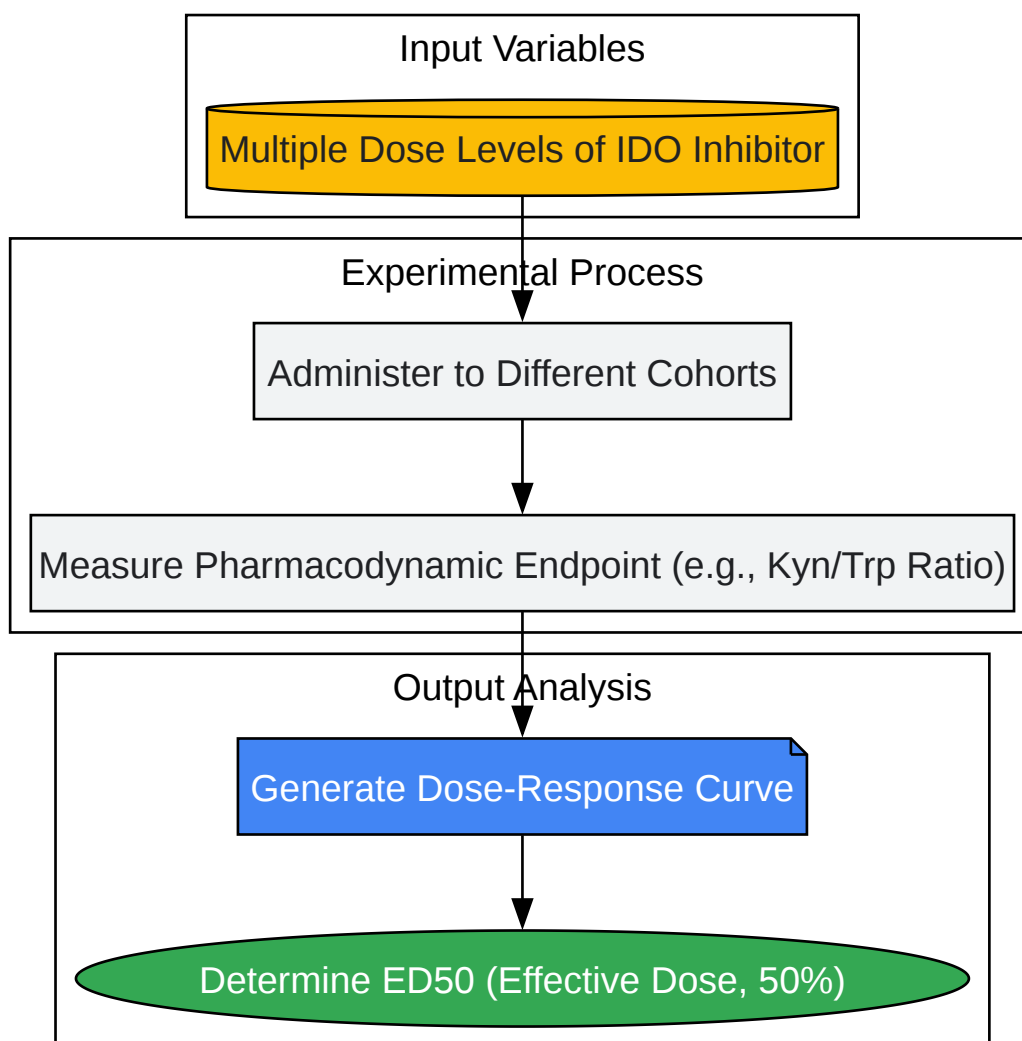 Input Variables
Multiple Dose Levels of IDO Inhibitor
Experimental Process
Administer to Different Cohorts
Measure Pharmacodynamic Endpoint (e.g., Kyn/Trp Ratio)
Output Analysis
Generate Dose-Response Curve
Determine ED50 (Effective Dose, 50%)